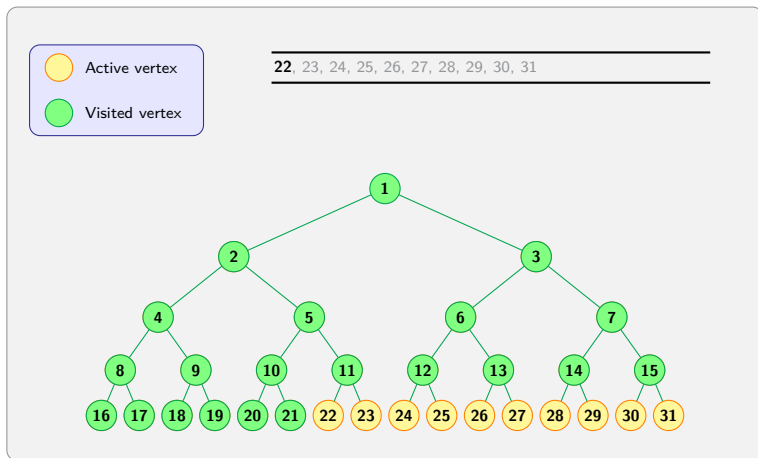 Active vertex
Visited vertex
22, 23, 24, 25, 26, 27, 28, 29, 30, 31
1
2 3
4 5 6 7
8 9 10 11 12 13 14 15
16 17 18 19 20 21 22 23 24 25 26 27 28 29 30 31